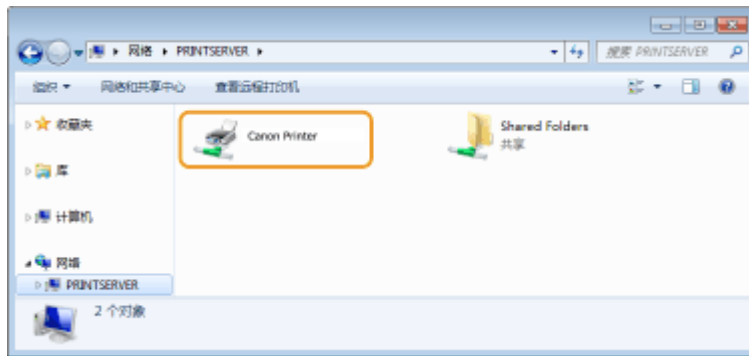 网络 ▸ PRINTSERVER ▸
搜索 PRINTSERVER
组织 ▾ 网络和共享中心 查看远程打印机
收藏夹
Canon Printer
Shared Folders
共享
库
计算机
网络
PRINTSERVER
2 个对象